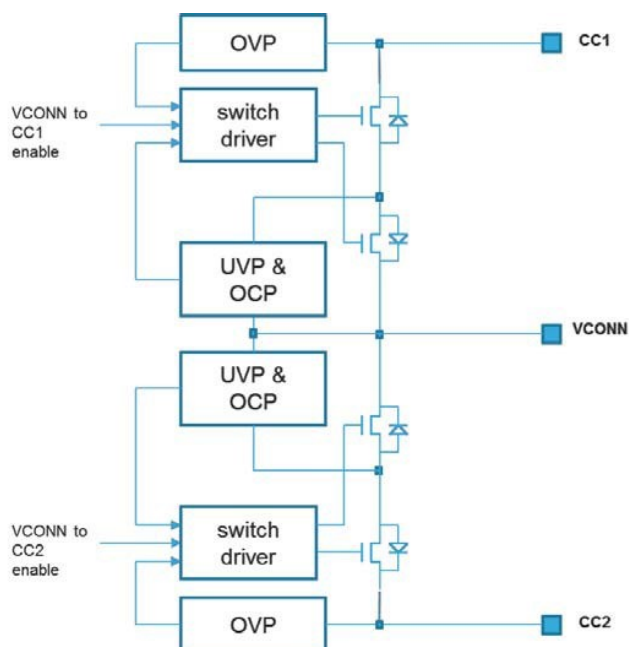 OVP
CC1
VCONN to
CC1
enable
switch
driver
UVP &
OCP
VCONN
UVP &
OCP
VCONN to
CC2
enable
switch
driver
OVP
CC2